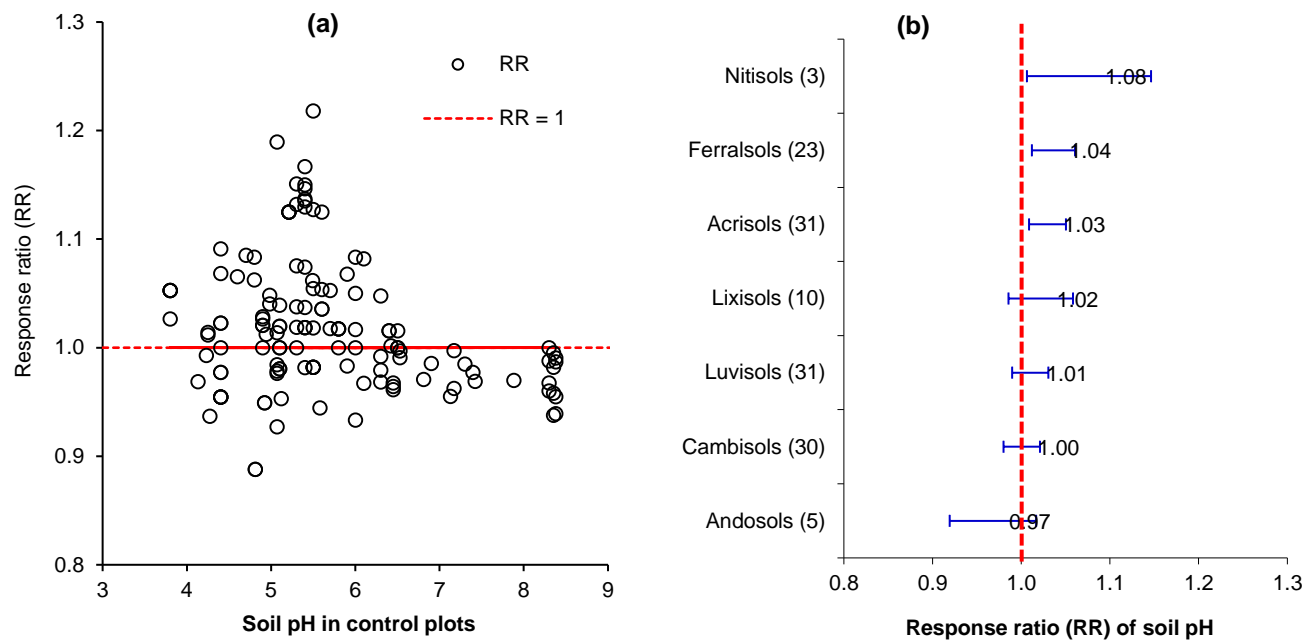 (a)
1.3
1.2
1.1
1.0
0.9
0.8
Response ratio (RR)
RR
RR = 1
3 4 5 6 7 8 9
Soil pH in control plots
(b)
Nitisols (3) 1.08
Ferralsols (23) 1.04
Acrisols (31) 1.03
Lixisols (10) 1.02
Luvisols (31) 1.01
Cambisols (30) 1.00
Andosols (5) 0.97
0.8 0.9 1.0 1.1 1.2 1.3
Response ratio (RR) of soil pH